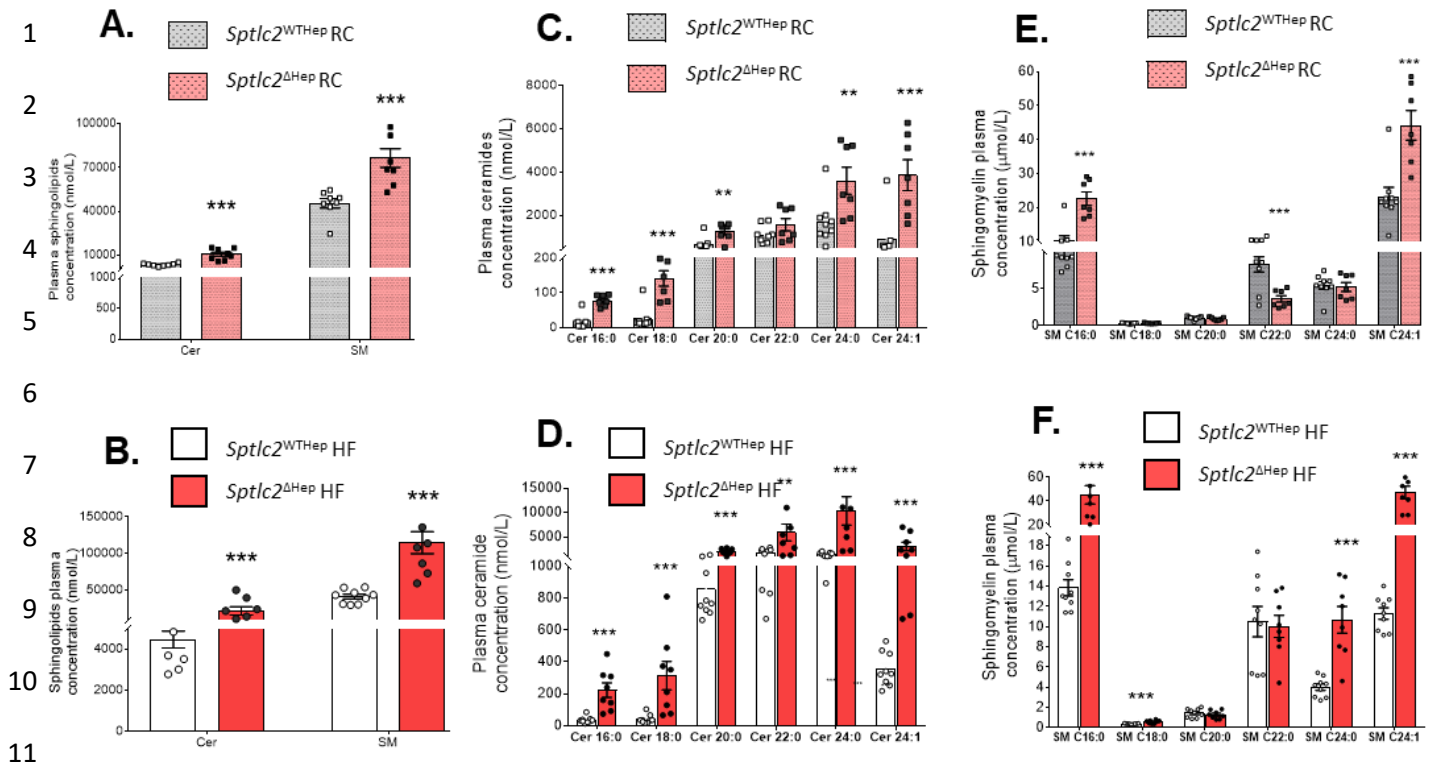 1
2
3
4
5
6
7
8
9
10
11
A.
Sptlc2WTHep RC
Sptlc2ΔHep RC
Plasma sphingolipids
concentration (nmol/L)
100000
70000
40000
10000
1000
500
0
***
***
Cer
SM
B.
Sptlc2WTHep HF
Sptlc2ΔHep HF
Sphingolipids plasma
concentration (nmol/L)
150000
100000
50000
4000
2000
0
***
***
Cer
SM
C.
Sptlc2WTHep RC
Sptlc2ΔHep RC
Plasma ceramides
concentration (nmol/L)
8000
6000
4000
2000
200
100
0
***
***
**
**
***
Cer 16:0
Cer 18:0
Cer 20:0
Cer 22:0
Cer 24:0
Cer 24:1
D.
Sptlc2WTHep HF
Sptlc2ΔHep HF
Plasma ceramide
concentration (nmol/L)
15000
10000
5000
1000
800
600
400
200
0
***
***
***
**
***
***
***
***
Cer 16:0
Cer 18:0
Cer 20:0
Cer 22:0
Cer 24:0
Cer 24:1
E.
Sptlc2WTHep RC
Sptlc2ΔHep RC
Sphingomyelin plasma
concentration (μmol/L)
60
50
40
30
20
10
5
0
***
***
***
SM C16:0
SM C18:0
SM C20:0
SM C22:0
SM C24:0
SM C24:1
F.
Sptlc2WTHep HF
Sptlc2ΔHep HF
Sphingomyelin plasma
concentration (μmol/L)
60
40
20
18
16
14
12
10
8
6
4
2
0
***
***
***
***
SM C16:0
SM C18:0
SM C20:0
SM C22:0
SM C24:0
SM C24:1